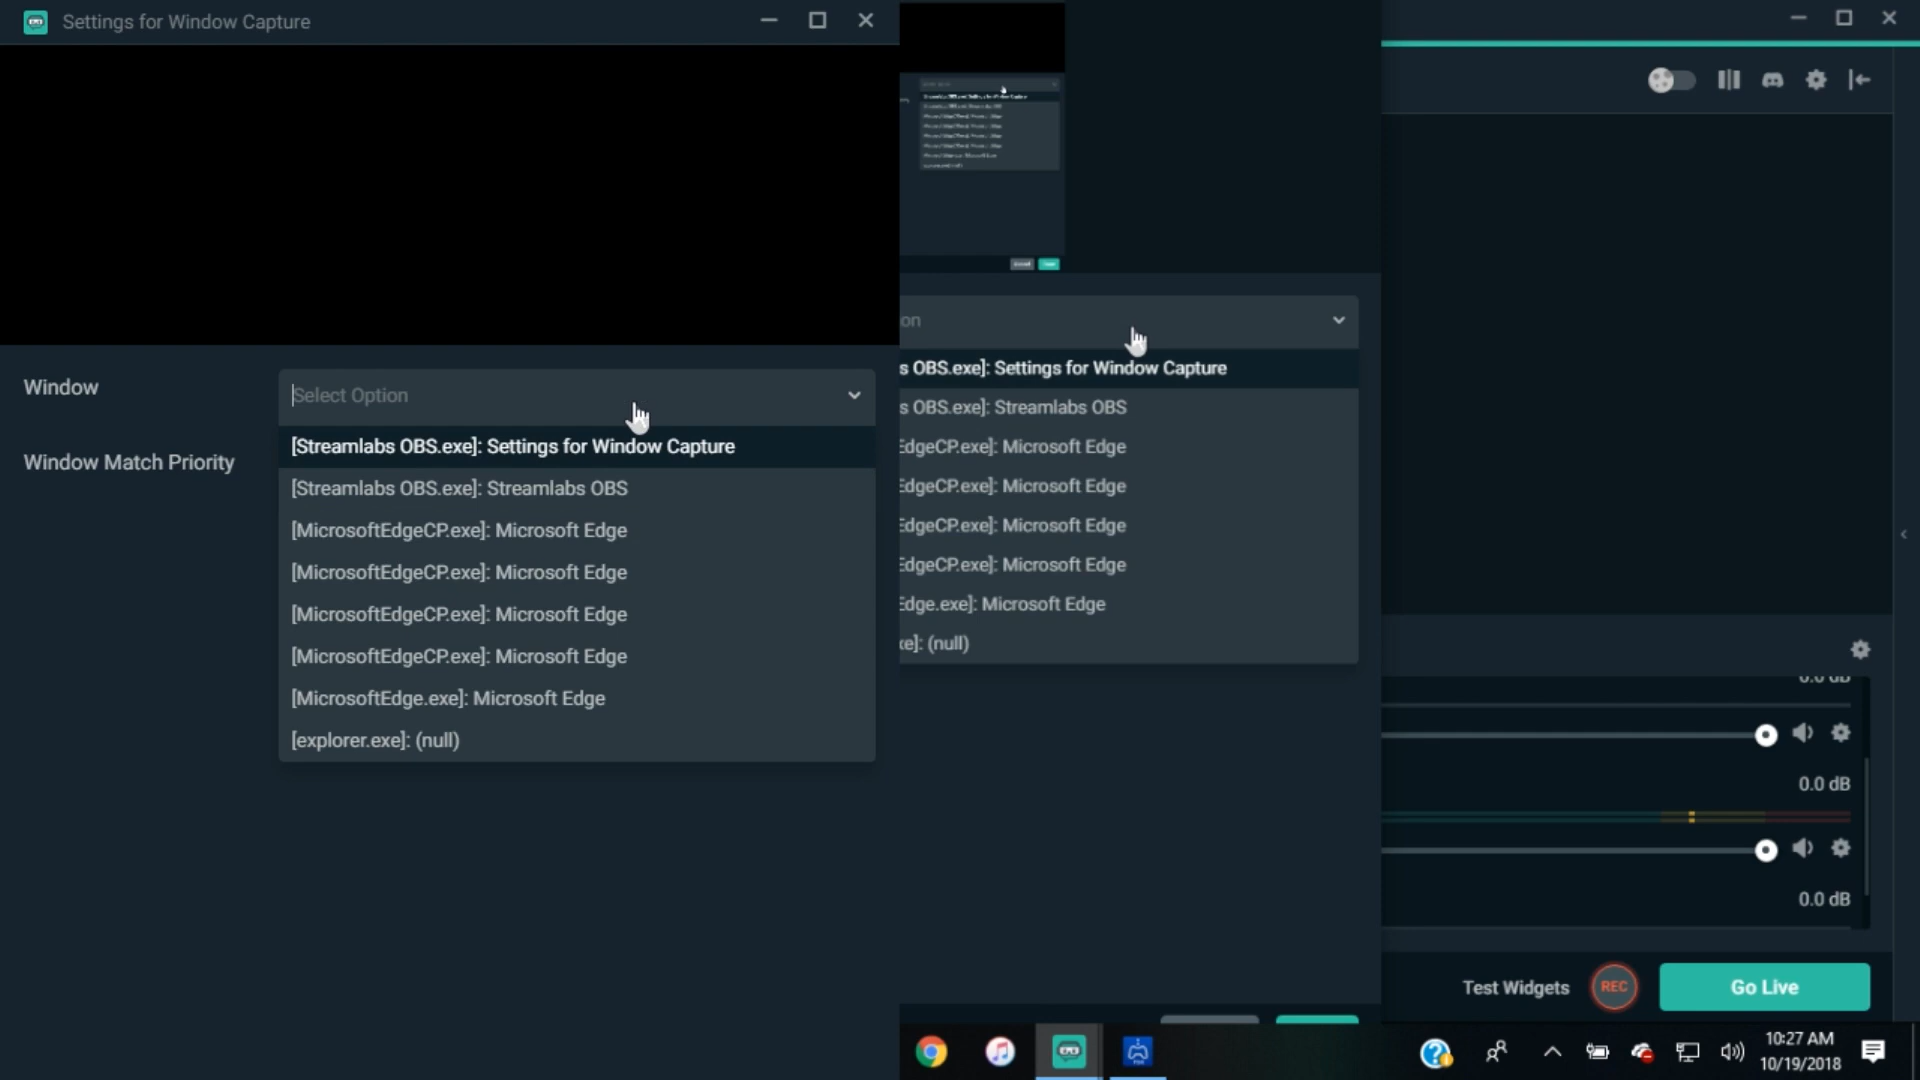 Settings for Window Capture
Window
Select Option
Window Match Priority
[Streamlabs OBS.exe]: Settings for Window Capture
[Streamlabs OBS.exe]: Streamlabs OBS
[MicrosoftEdgeCP.exe]: Microsoft Edge
[MicrosoftEdgeCP.exe]: Microsoft Edge
[MicrosoftEdgeCP.exe]: Microsoft Edge
[MicrosoftEdgeCP.exe]: Microsoft Edge
[MicrosoftEdge.exe]: Microsoft Edge
[explorer.exe]: (null)
on
s OBS.exe]: Settings for Window Capture
s OBS.exe]: Streamlabs OBS
EdgeCP.exe]: Microsoft Edge
EdgeCP.exe]: Microsoft Edge
EdgeCP.exe]: Microsoft Edge
EdgeCP.exe]: Microsoft Edge
Edge.exe]: Microsoft Edge
xe]: (null)
0.0 dB
0.0 dB
0.0 dB
Test Widgets
REC
Go Live
10:27 AM
10/19/2018